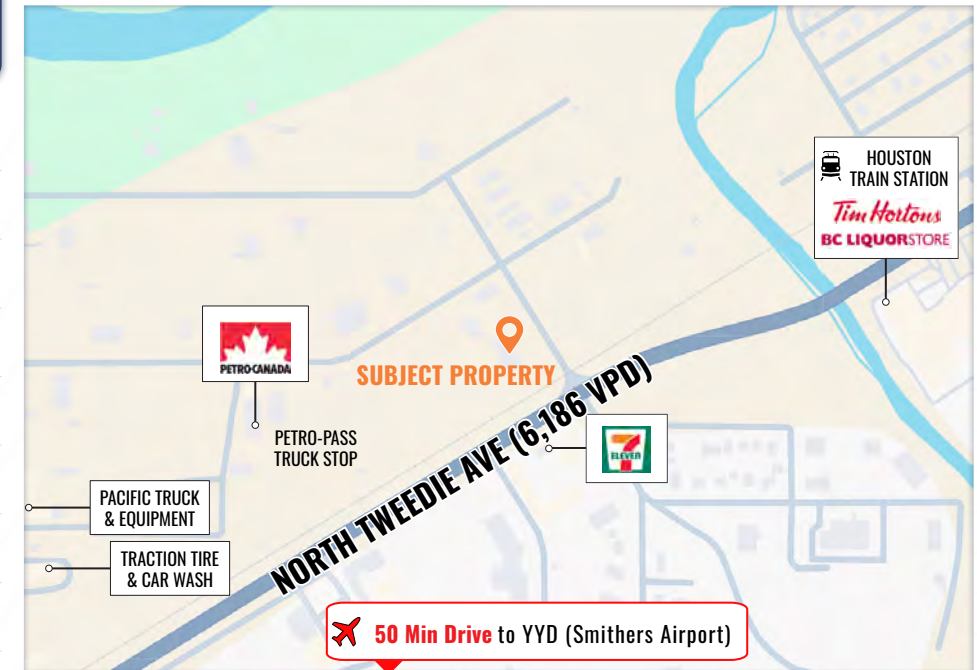 HOUSTON
TRAIN STATION
Tim Hortons
BC LIQUORSTORE
PETRO-CANADA
SUBJECT PROPERTY
NORTH TWEEDIE AVE (6,186 VPD)
7
ELEVEN
PETRO-PASS
TRUCK STOP
PACIFIC TRUCK
& EQUIPMENT
TRACTION TIRE
& CAR WASH
50 Min Drive to YYD (Smithers Airport)